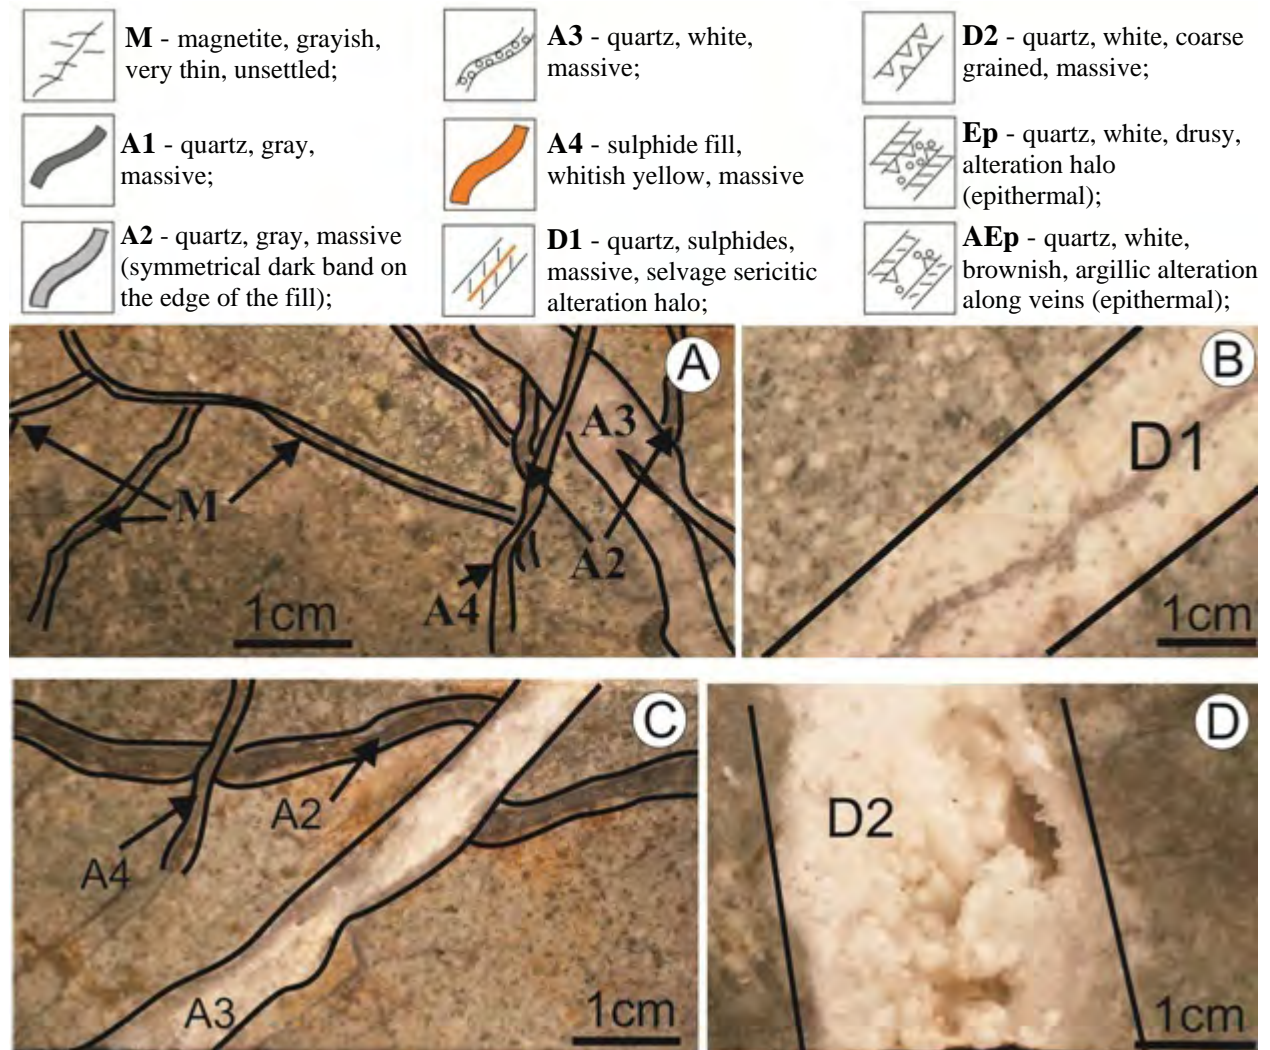 M - magnetite, grayish,
very thin, unsettled;
A1 - quartz, gray,
massive;
A2 - quartz, gray, massive
(symmetrical dark band on
the edge of the fill);
A3 - quartz, white,
massive;
A4 - sulphide fill,
whitish yellow, massive
D1 - quartz, sulphides,
massive, selvage sericitic
alteration halo;
D2 - quartz, white, coarse
grained, massive;
Ep - quartz, white, drusy,
alteration halo
(epithermal);
AEp - quartz, white,
brownish, argillic alteration
along veins (epithermal);
A
A3
M
A2
A4
1cm
B
D1
1cm
C
A2
A4
A3
1cm
D
D2
1cm